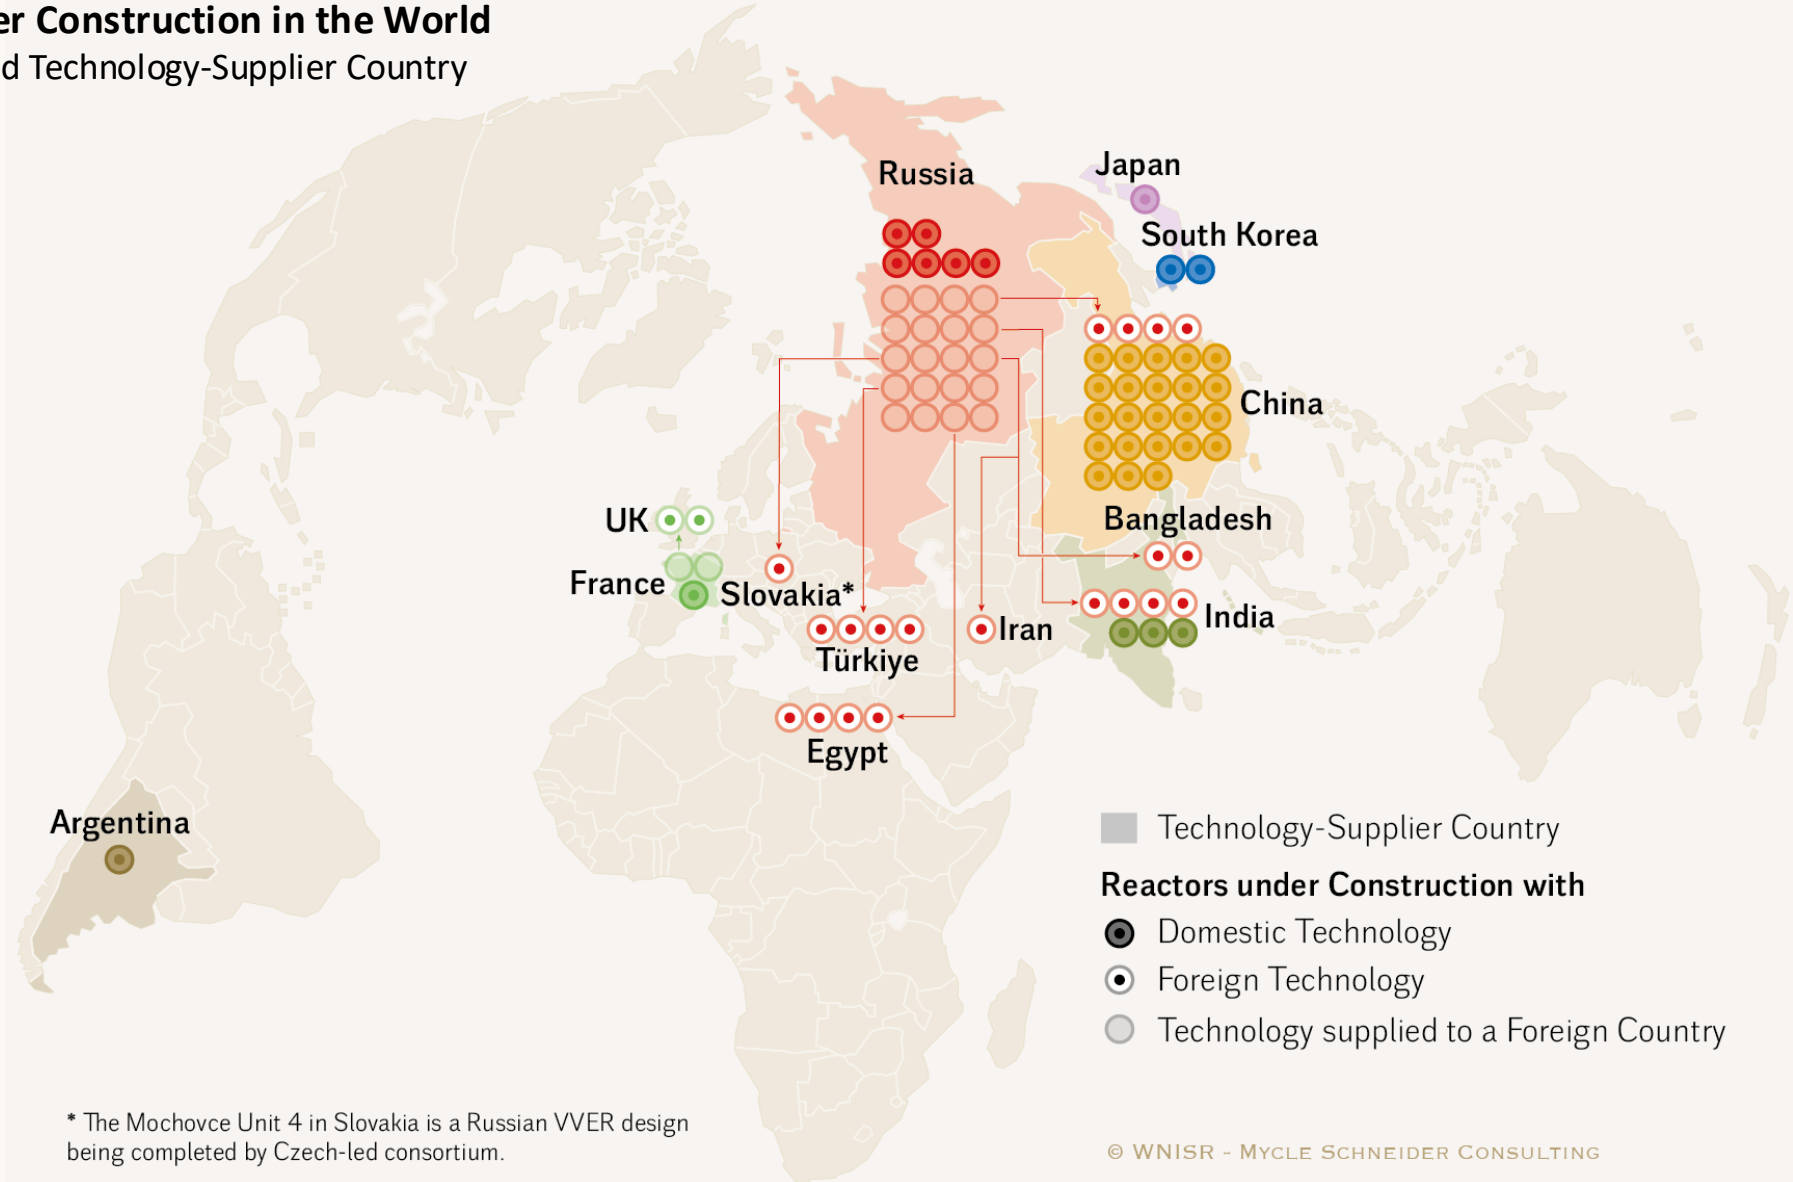 er Construction in the World
d Technology-Supplier Country
Japan
Russia
South Korea
China
UK
Bangladesh
France
Slovakia*
India
Iran
Türkiye
Egypt
Argentina
Technology-Supplier Country
Reactors under Construction with
Domestic Technology
Foreign Technology
Technology supplied to a Foreign Country
* The Mochovce Unit 4 in Slovakia is a Russian VVER design
being completed by Czech-led consortium.
© WNISR - Mycle Schneider Consulting